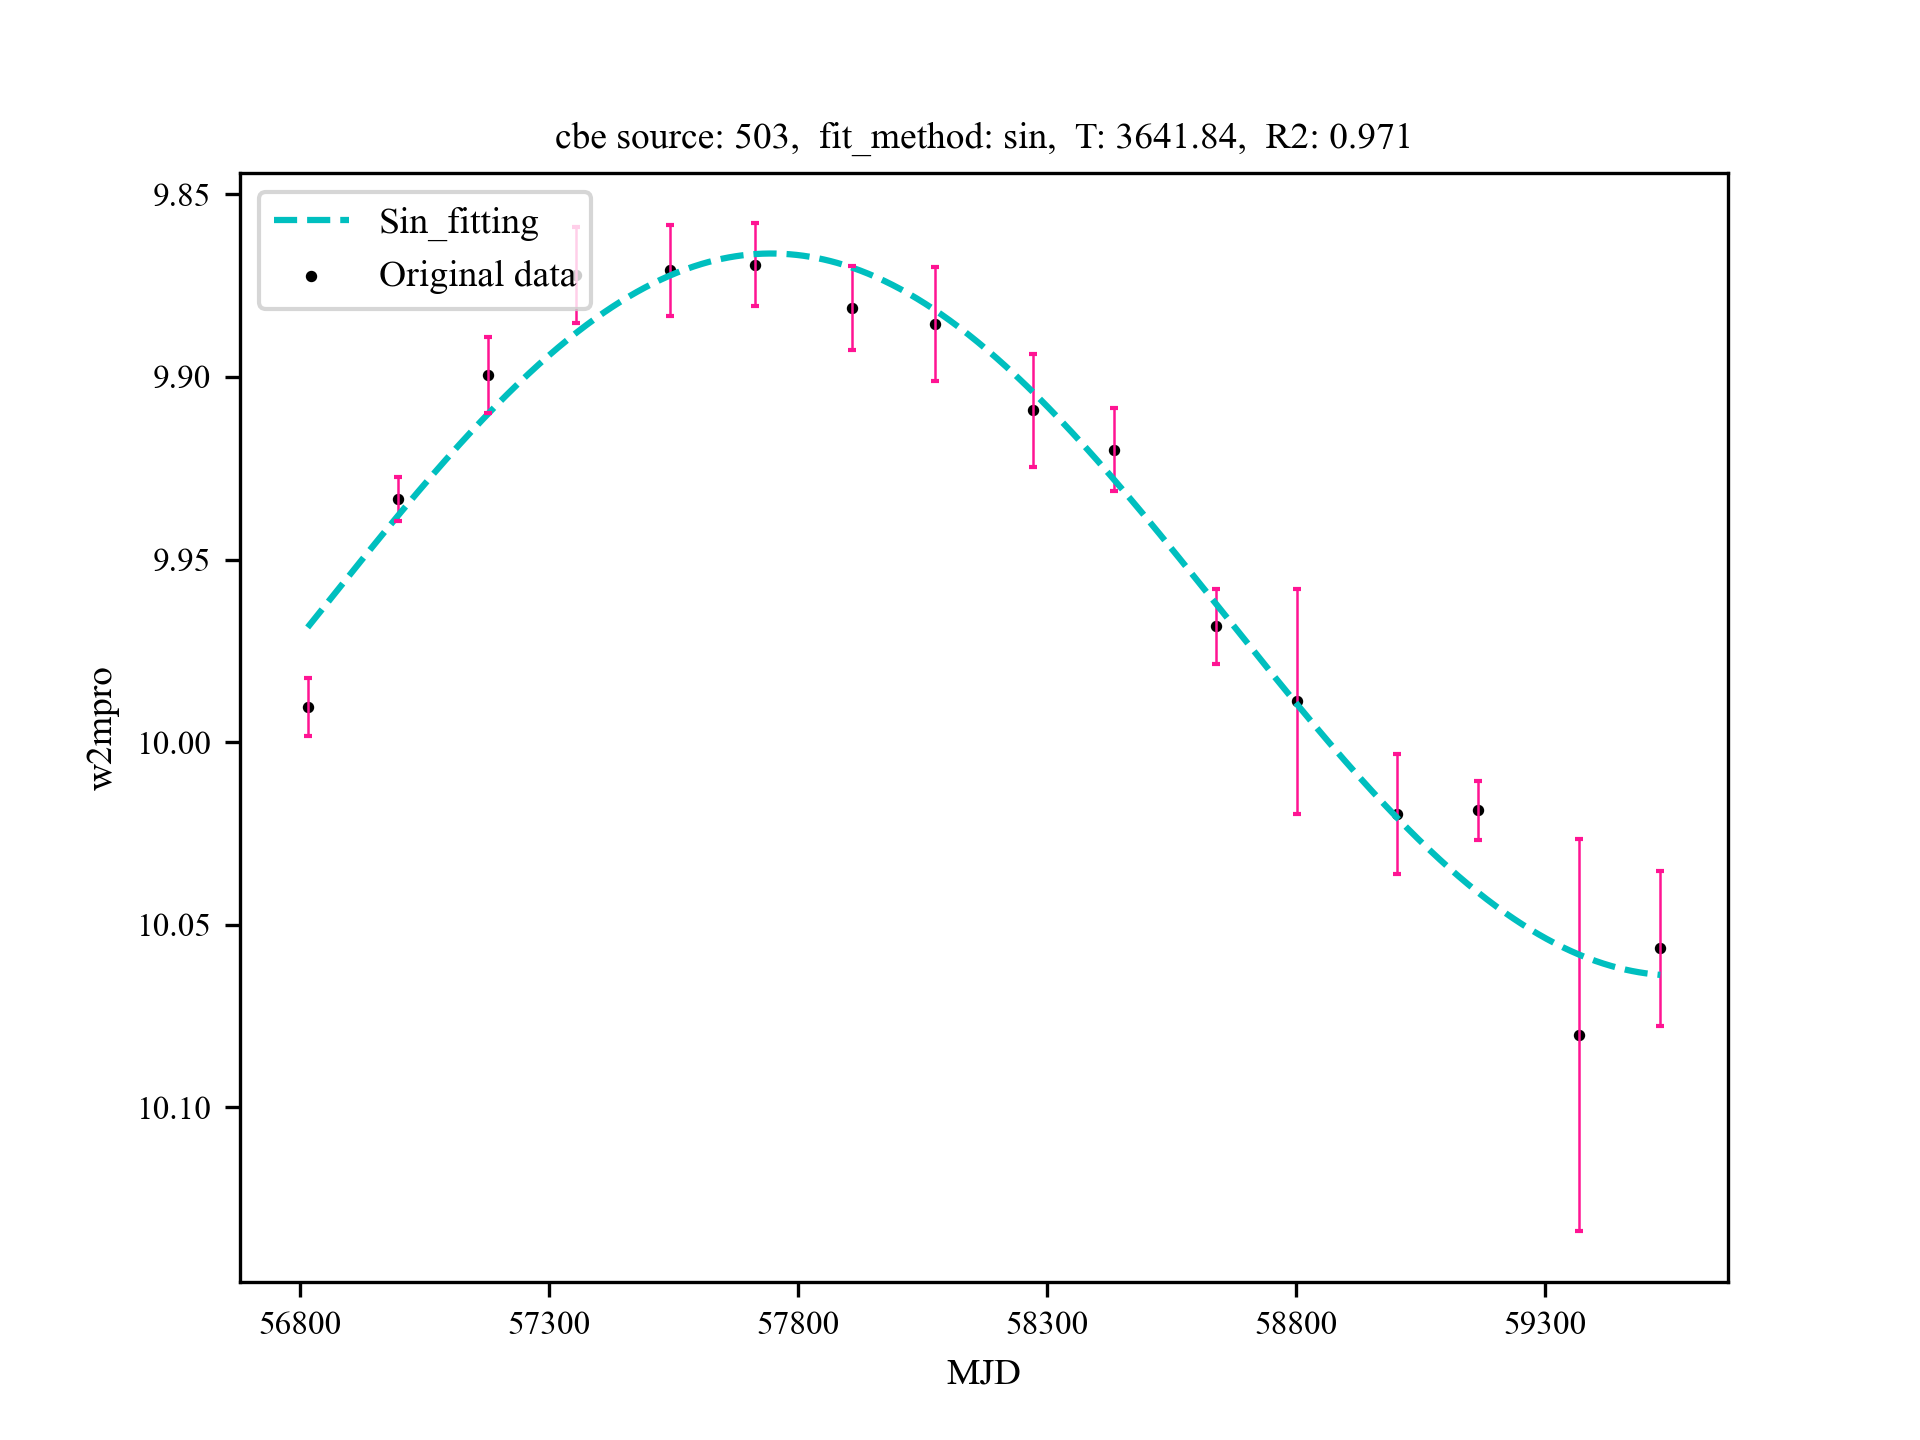 cbe source: 503,  fit_method: sin,  T: 3641.84,  R2: 0.971
Sin_fitting
Original data
9.85
9.90
9.95
10.00
10.05
10.10
w2mpro
56800 57300 57800 58300 58800 59300
MJD